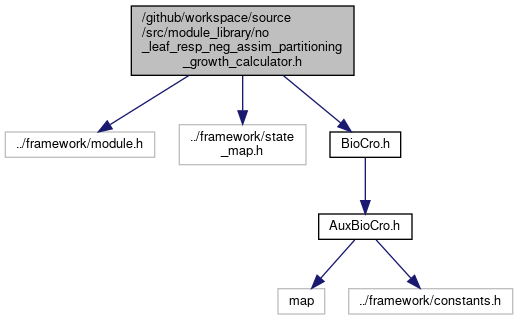 /github/workspace/source
/src/module_library/no
_leaf_resp_neg_assim_partitioning
_growth_calculator.h
../framework/module.h
../framework/state
_map.h
BioCro.h
AuxBioCro.h
map
../framework/constants.h